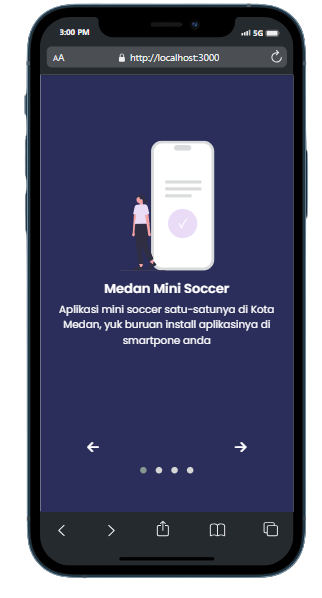 3:00 PM
5G
AA
http://localhost:3000
Medan Mini Soccer
Aplikasi mini soccer satu-satunya di Kota
Medan, yuk buruan install aplikasinya di
smartpone anda